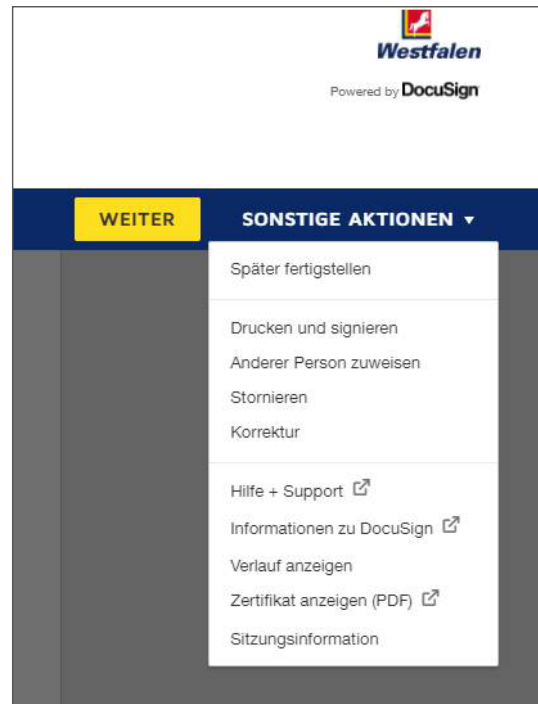 Westfalen
Powered by DocuSign
WEITER
SONSTIGE AKTIONEN
Später fertigstellen
Drucken und signieren
Anderer Person zuweisen
Stornieren
Korrektur
Hilfe + Support
Informationen zu DocuSign
Verlauf anzeigen
Zertifikat anzeigen (PDF)
Sitzungsinformation